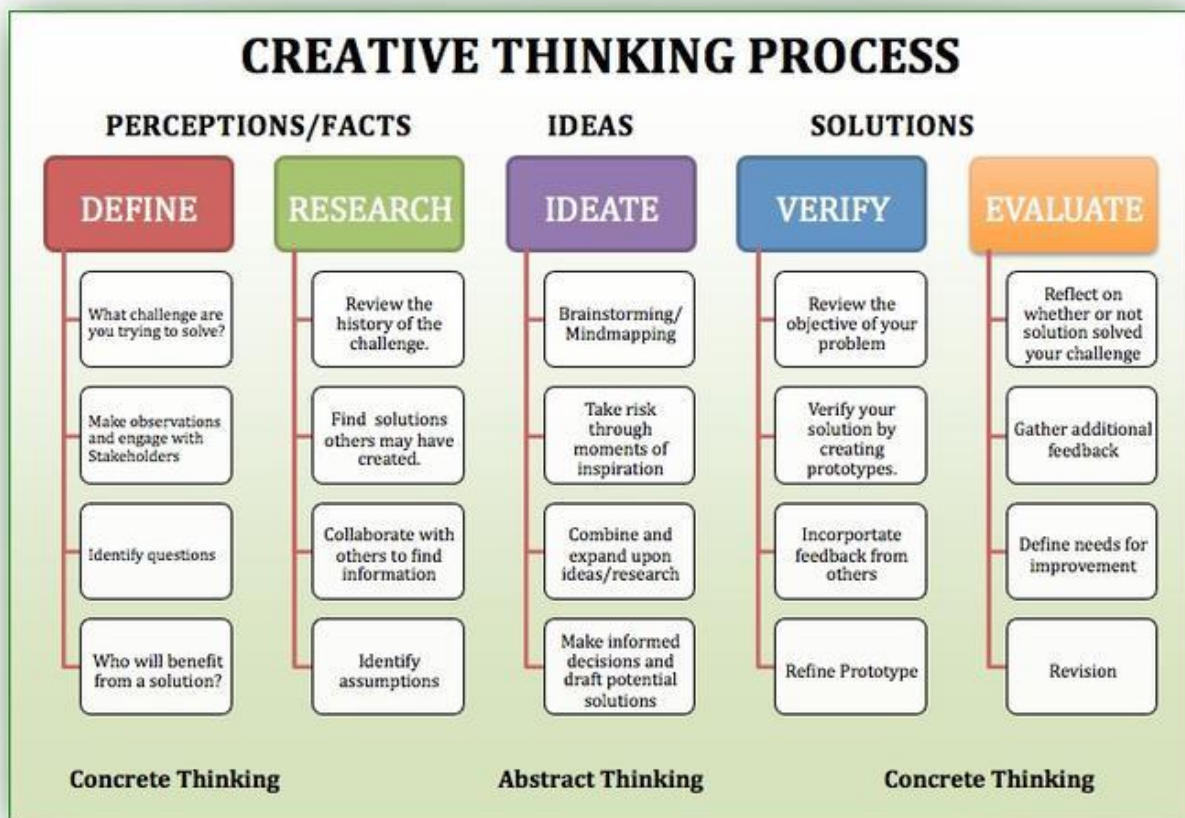 CREATIVE THINKING PROCESS
PERCEPTIONS/FACTS
IDEAS
SOLUTIONS
DEFINE
What challenge are
you trying to solve?
Make observations
and engage with
Stakeholders
Identify questions
Who will benefit
from a solution?
RESEARCH
Review the
history of the
challenge.
Find solutions
others may have
created.
Collaborate with
others to find
information
Identify
assumptions
IDEATE
Brainstorming/
Mindmapping
Take risk
through
moments of
inspiration
Combine and
expand upon
ideas/research
Make informed
decisions and
draft potential
solutions
VERIFY
Review the
objective of your
problem
Verify your
solution by
creating
prototypes.
Incorportate
feedback from
others
Refine Prototype
EVALUATE
Reflect on
whether or not
solution solved
your challenge
Gather additional
feedback
Define needs for
improvement
Revision
Concrete Thinking
Abstract Thinking
Concrete Thinking